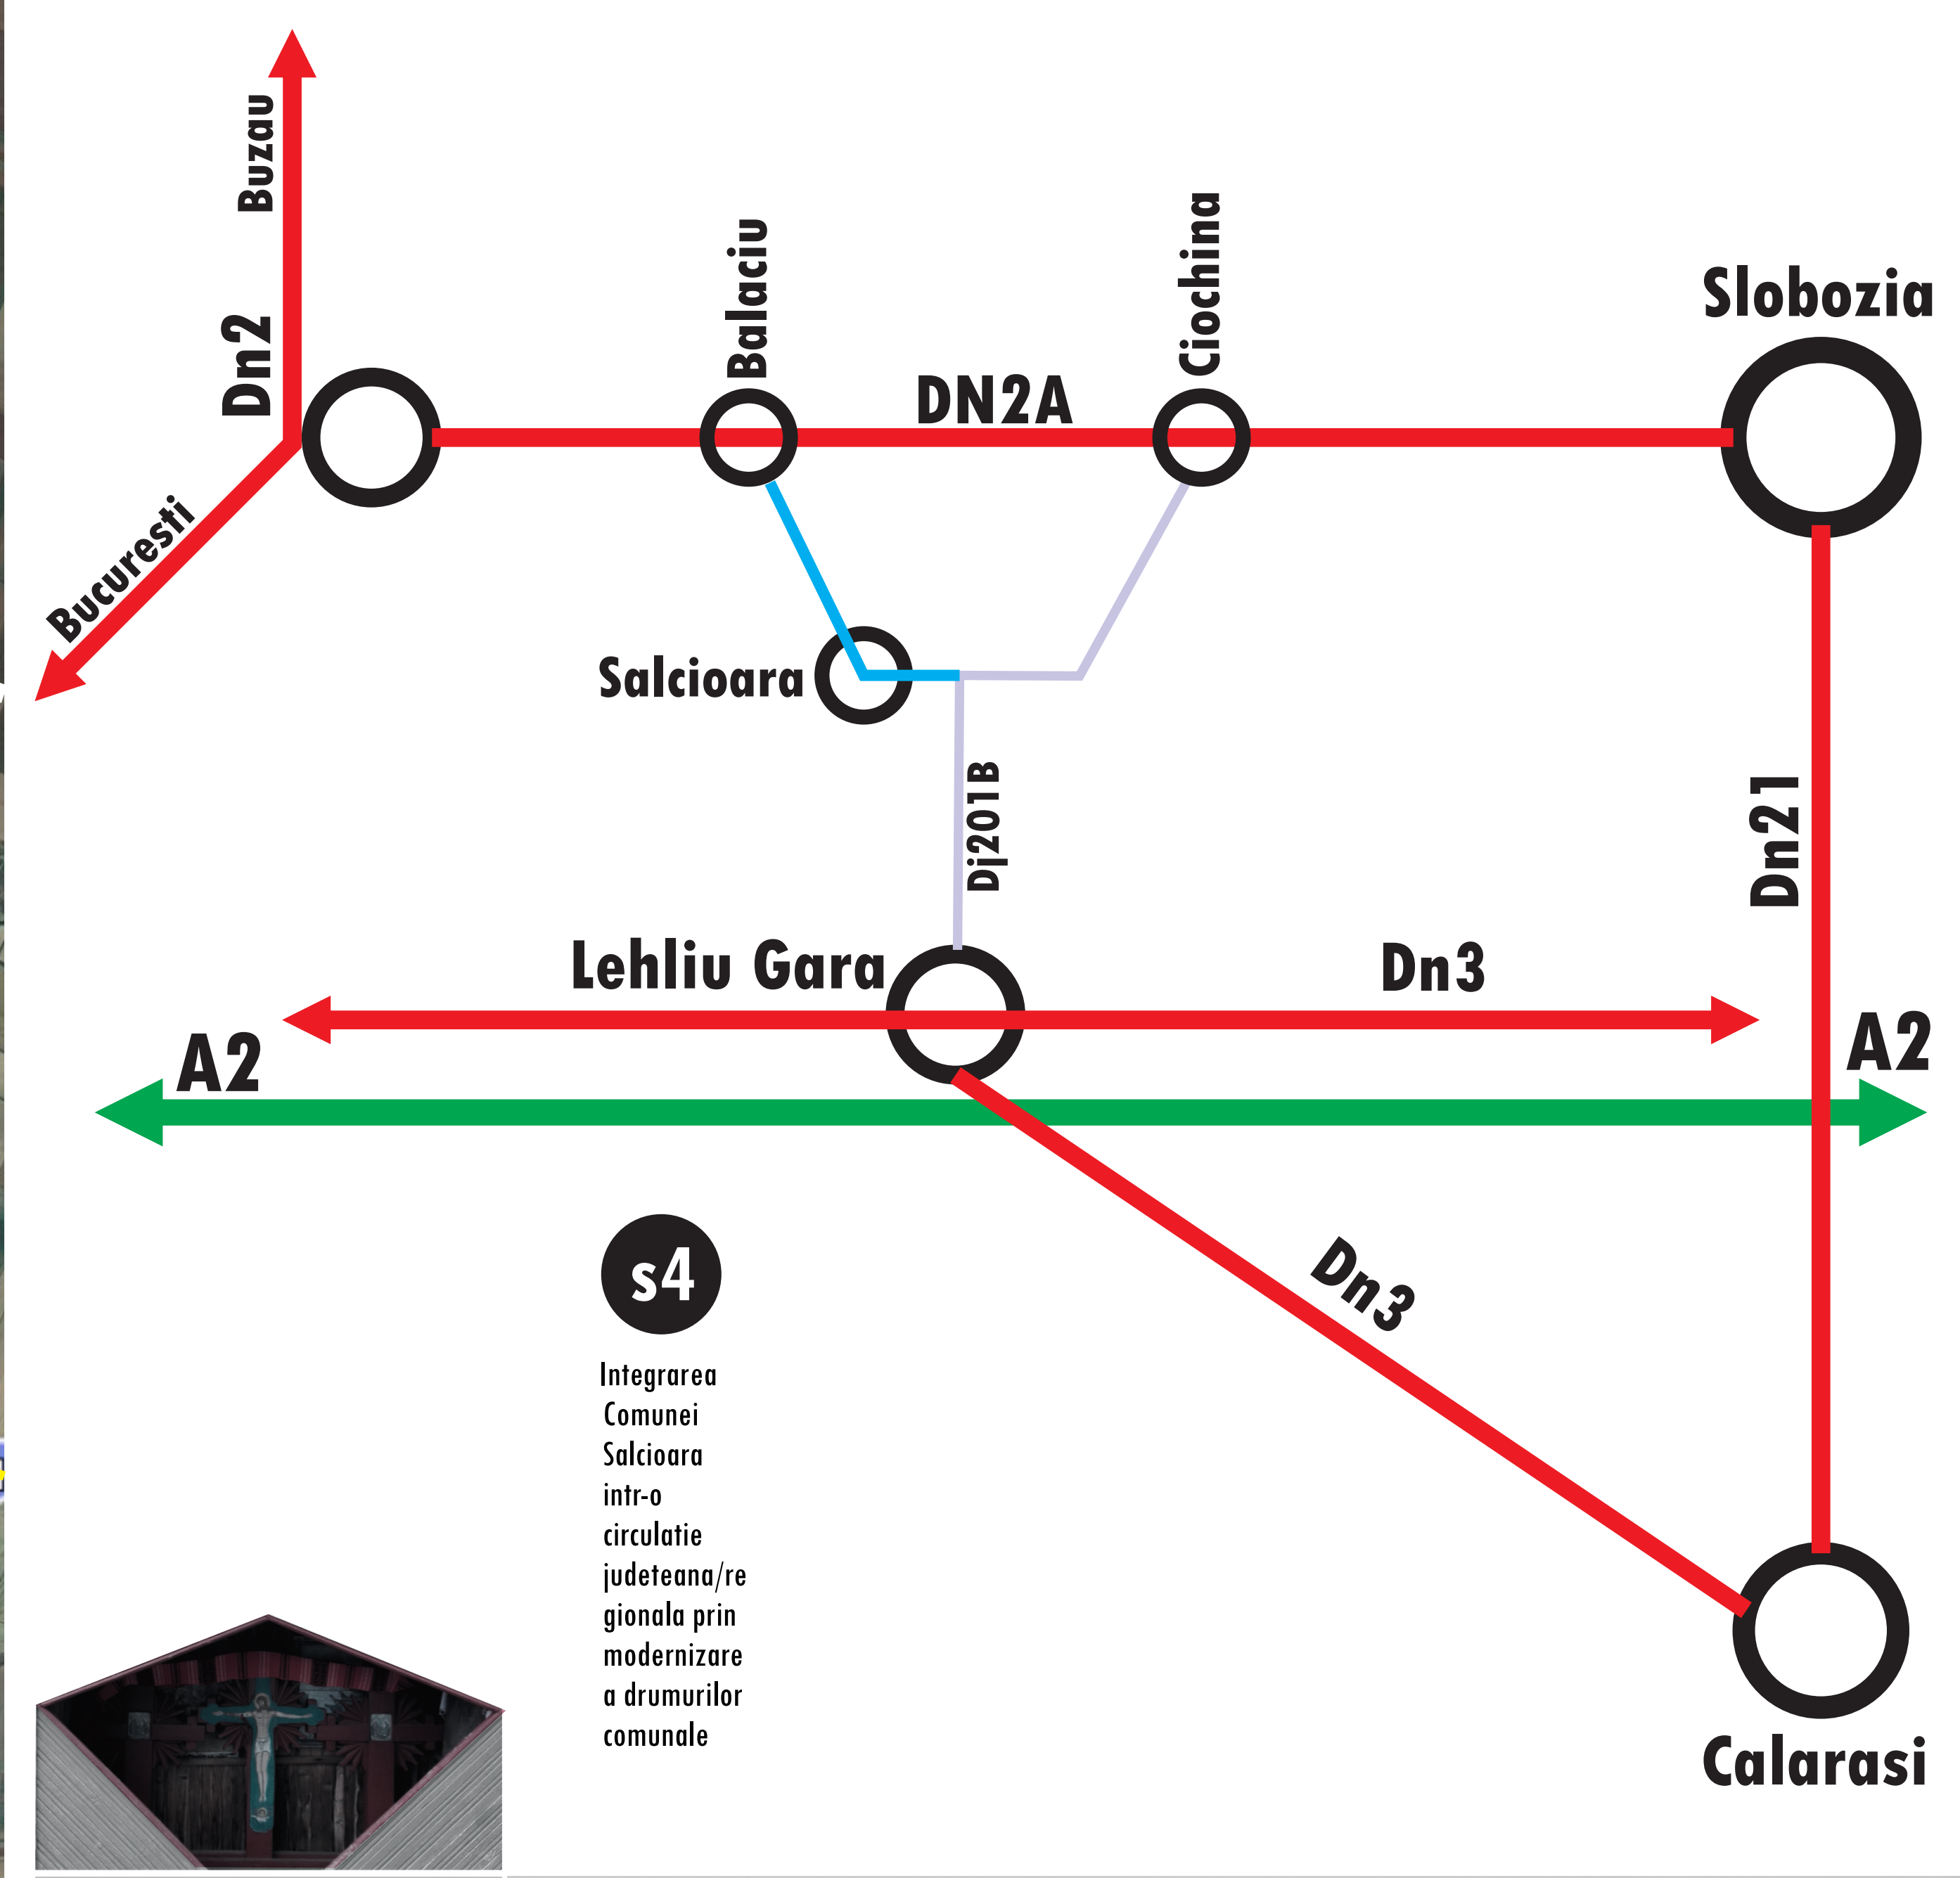 Buzau
Dn2
Bucuresti
Balaciu
DN2A
Ciochina
Slobozia
Salcioara
Dj201B
Dn21
Lehliu Gara
Dn3
A2
A2
Dn3
s4
Integrarea
Comunei
Salcioara
intr-o
circulatie
judeteana/re
gionala prin
modernizare
a drumurilor
comunale
Calarasi